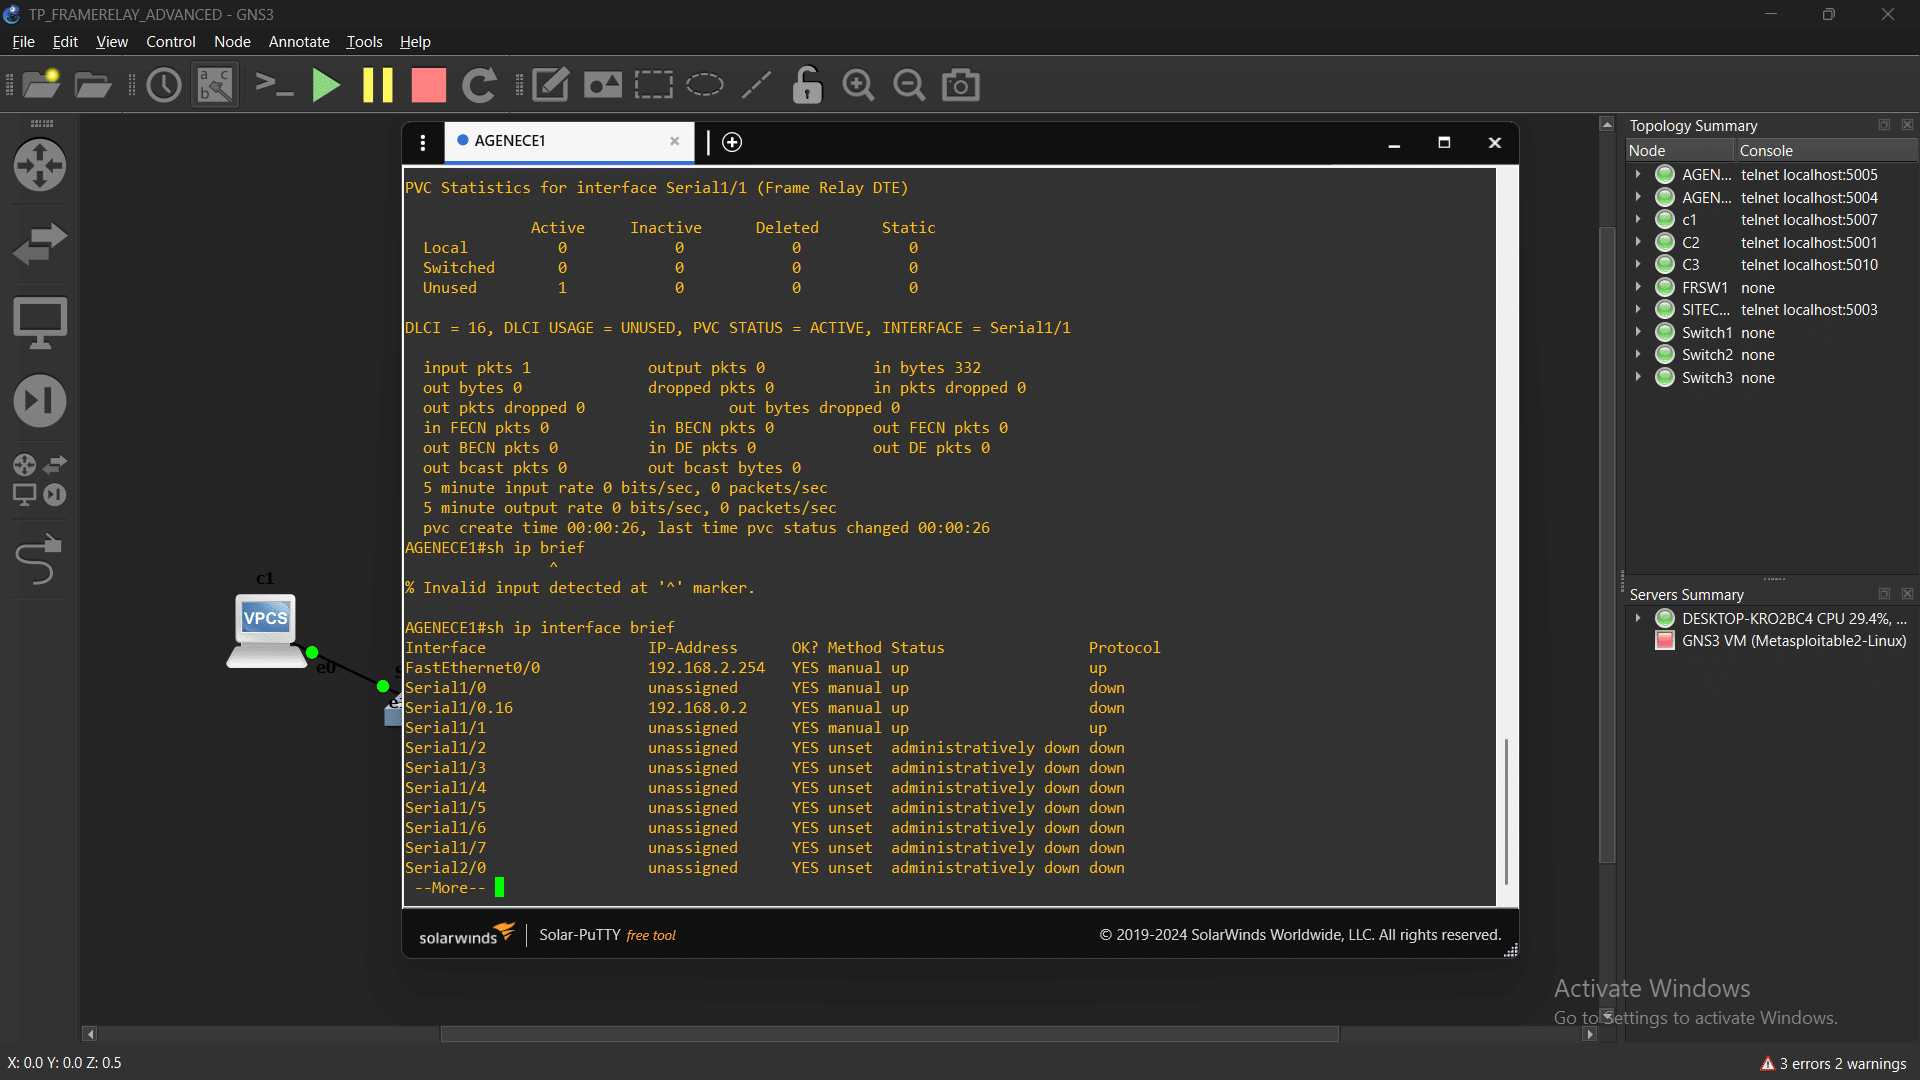 TP_FRAMERELAY_ADVANCED - GNS3
File Edit View Control Node Annotate Tools Help
AGENECE1
PVC Statistics for interface Serial1/1 (Frame Relay DTE)
Active Inactive Deleted Static
Local 0 0 0 0
Switched 0 0 0 0
Unused 1 0 0 0
DLCI = 16, DLCI USAGE = UNUSED, PVC STATUS = ACTIVE, INTERFACE = Serial1/1
input pkts 1 output pkts 0 in bytes 332
out bytes 0 dropped pkts 0 in pkts dropped 0
out pkts dropped 0 out bytes dropped 0
in FECN pkts 0 in BECN pkts 0 out FECN pkts 0
out BECN pkts 0 in DE pkts 0 out DE pkts 0
out bcast pkts 0 out bcast bytes 0
5 minute input rate 0 bits/sec, 0 packets/sec
5 minute output rate 0 bits/sec, 0 packets/sec
pvc create time 00:00:26, last time pvc status changed 00:00:26
AGENECE1#sh ip brief
^
% Invalid input detected at '^' marker.
AGENECE1#sh ip interface brief
Interface IP-Address OK? Method Status Protocol
FastEthernet0/0 192.168.2.254 YES manual up up
Serial1/0 unassigned YES manual up down
Serial1/0.16 192.168.0.2 YES manual up down
Serial1/1 unassigned YES manual up up
Serial1/2 unassigned YES unset administratively down down
Serial1/3 unassigned YES unset administratively down down
Serial1/4 unassigned YES unset administratively down down
Serial1/5 unassigned YES unset administratively down down
Serial1/6 unassigned YES unset administratively down down
Serial1/7 unassigned YES unset administratively down down
Serial2/0 unassigned YES unset administratively down down
--More--
solarwinds Solar-PuTTY free tool © 2019-2024 SolarWinds Worldwide, LLC. All rights reserved.
c1
VPCS
e0
Topology Summary
Node Console
AGEN... telnet localhost:5005
AGEN... telnet localhost:5004
c1 telnet localhost:5007
C2 telnet localhost:5001
C3 telnet localhost:5010
FRSW1 none
SITEC... telnet localhost:5003
Switch1 none
Switch2 none
Switch3 none
Servers Summary
DESKTOP-KRO2BC4 CPU 29.4%, ...
GNS3 VM (Metasploitable2-Linux)
Activate Windows
Go to Settings to activate Windows.
X: 0.0 Y: 0.0 Z: 0.5
3 errors 2 warnings